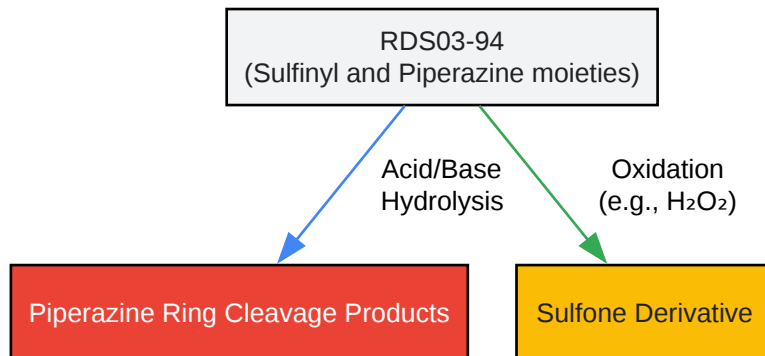 RDS03-94
(Sulfinyl and Piperazine moieties)
Acid/Base
Hydrolysis
Oxidation
(e.g., H₂O₂)
Piperazine Ring Cleavage Products
Sulfone Derivative